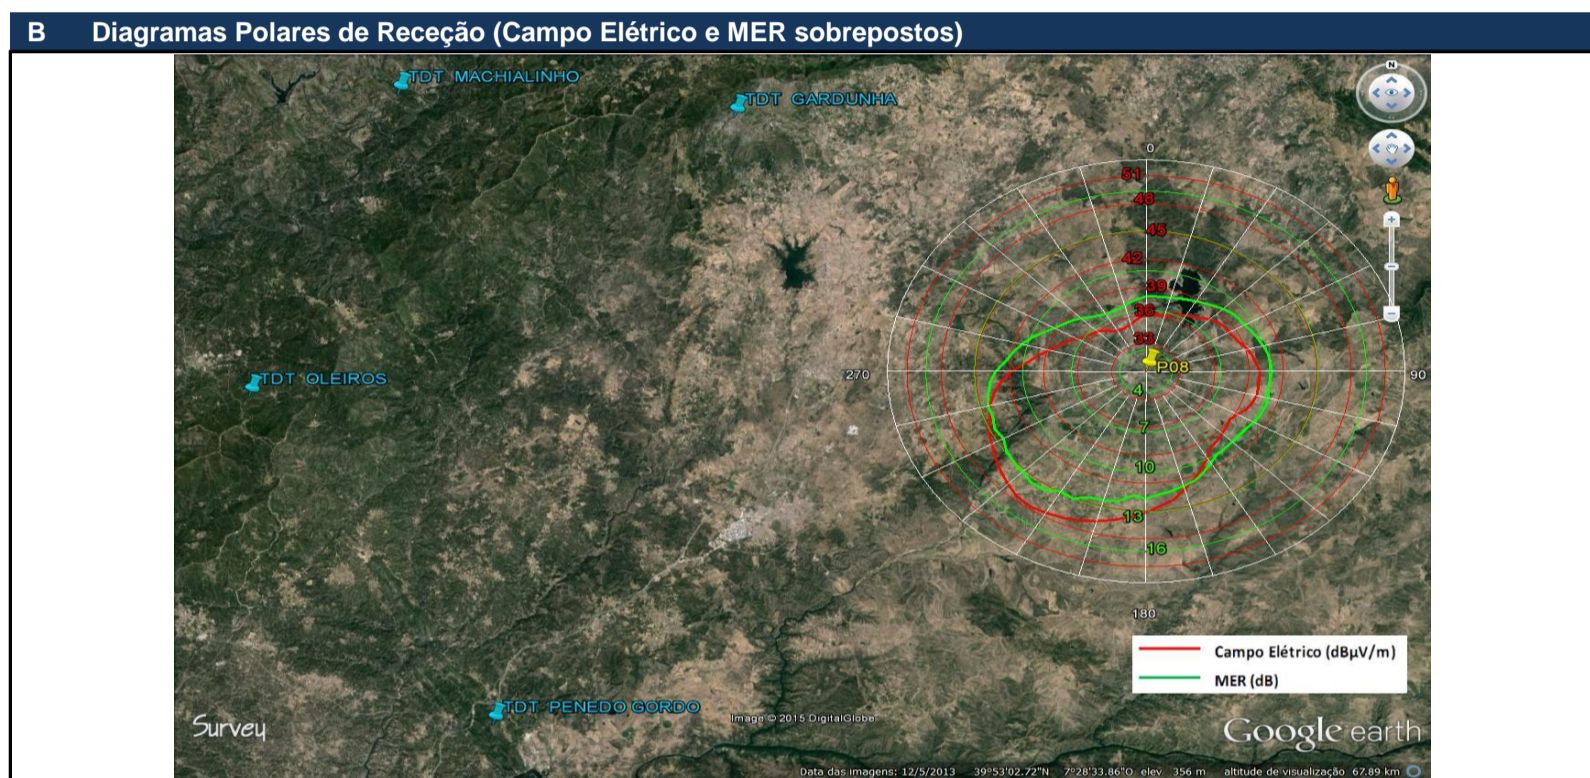 B Diagramas Polares de Receção (Campo Elétrico e MER sobrepostos)
TDT MACHIALINHO
TDT GARDUNHA
N
0
51
48
45
42
39
36
33
P08
270
90
TDT OLEIROS
4
7
10
13
16
180
Campo Elétrico (dBµV/m)
MER (dB)
TDT PENEDO GORDO
Image © 2015 DigitalGlobe
Survey
Google earth
Data das imagens: 12/5/2013 39°53'02.72"N 7°28'33.86"O elev 356 m altitude de visualização 67.89 km